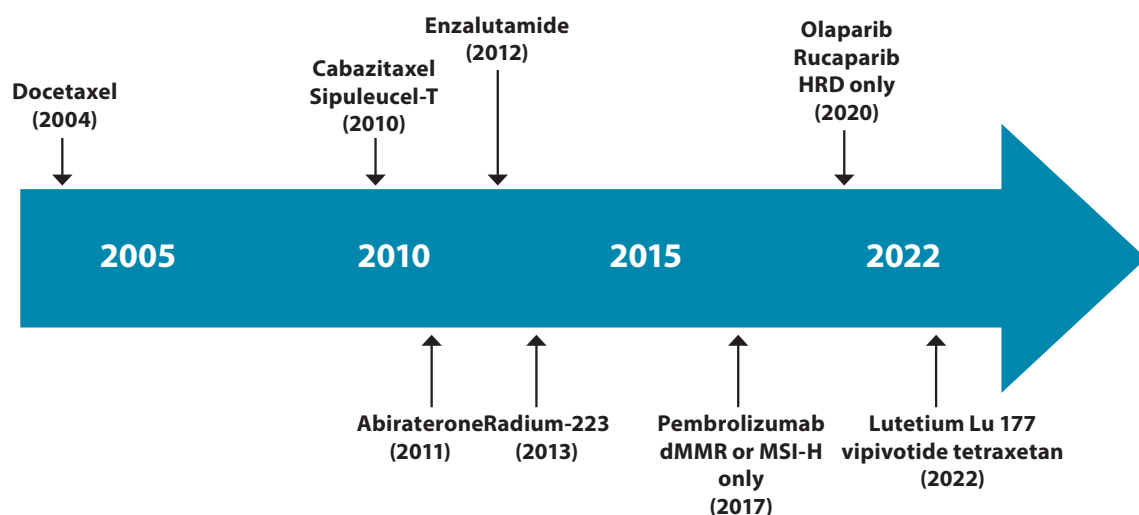 Docetaxel
(2004)
Cabazitaxel
Sipuleucel-T
(2010)
Enzalutamide
(2012)
Olaparib
Rucaparib
HRD only
(2020)
2005
2010
2015
2022
Abiraterone
(2011)
Radium-223
(2013)
Pembrolizumab
dMMR or MSI-H
only
(2017)
Lutetium Lu 177
vipivotide tetraxetan
(2022)